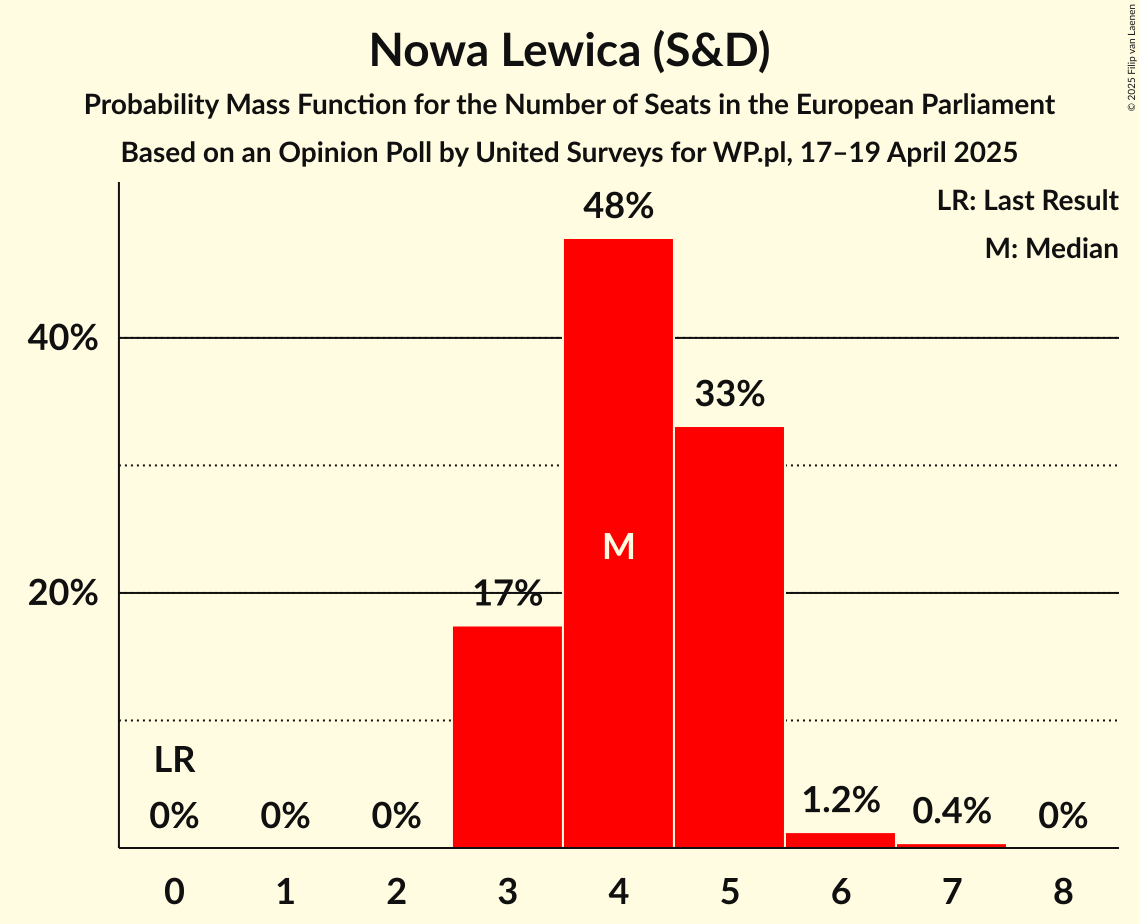 Nowa Lewica (S&D)
Probability Mass Function for the Number of Seats in the European Parliament
Based on an Opinion Poll by United Surveys for WP.pl, 17–19 April 2025
© 2025 Filip van Laenen
LR: Last Result
M: Median
48%
40%
33%
M
20%
17%
LR
0%
0%
0%
1.2%
0.4%
0%
0
1
2
3
4
5
6
7
8